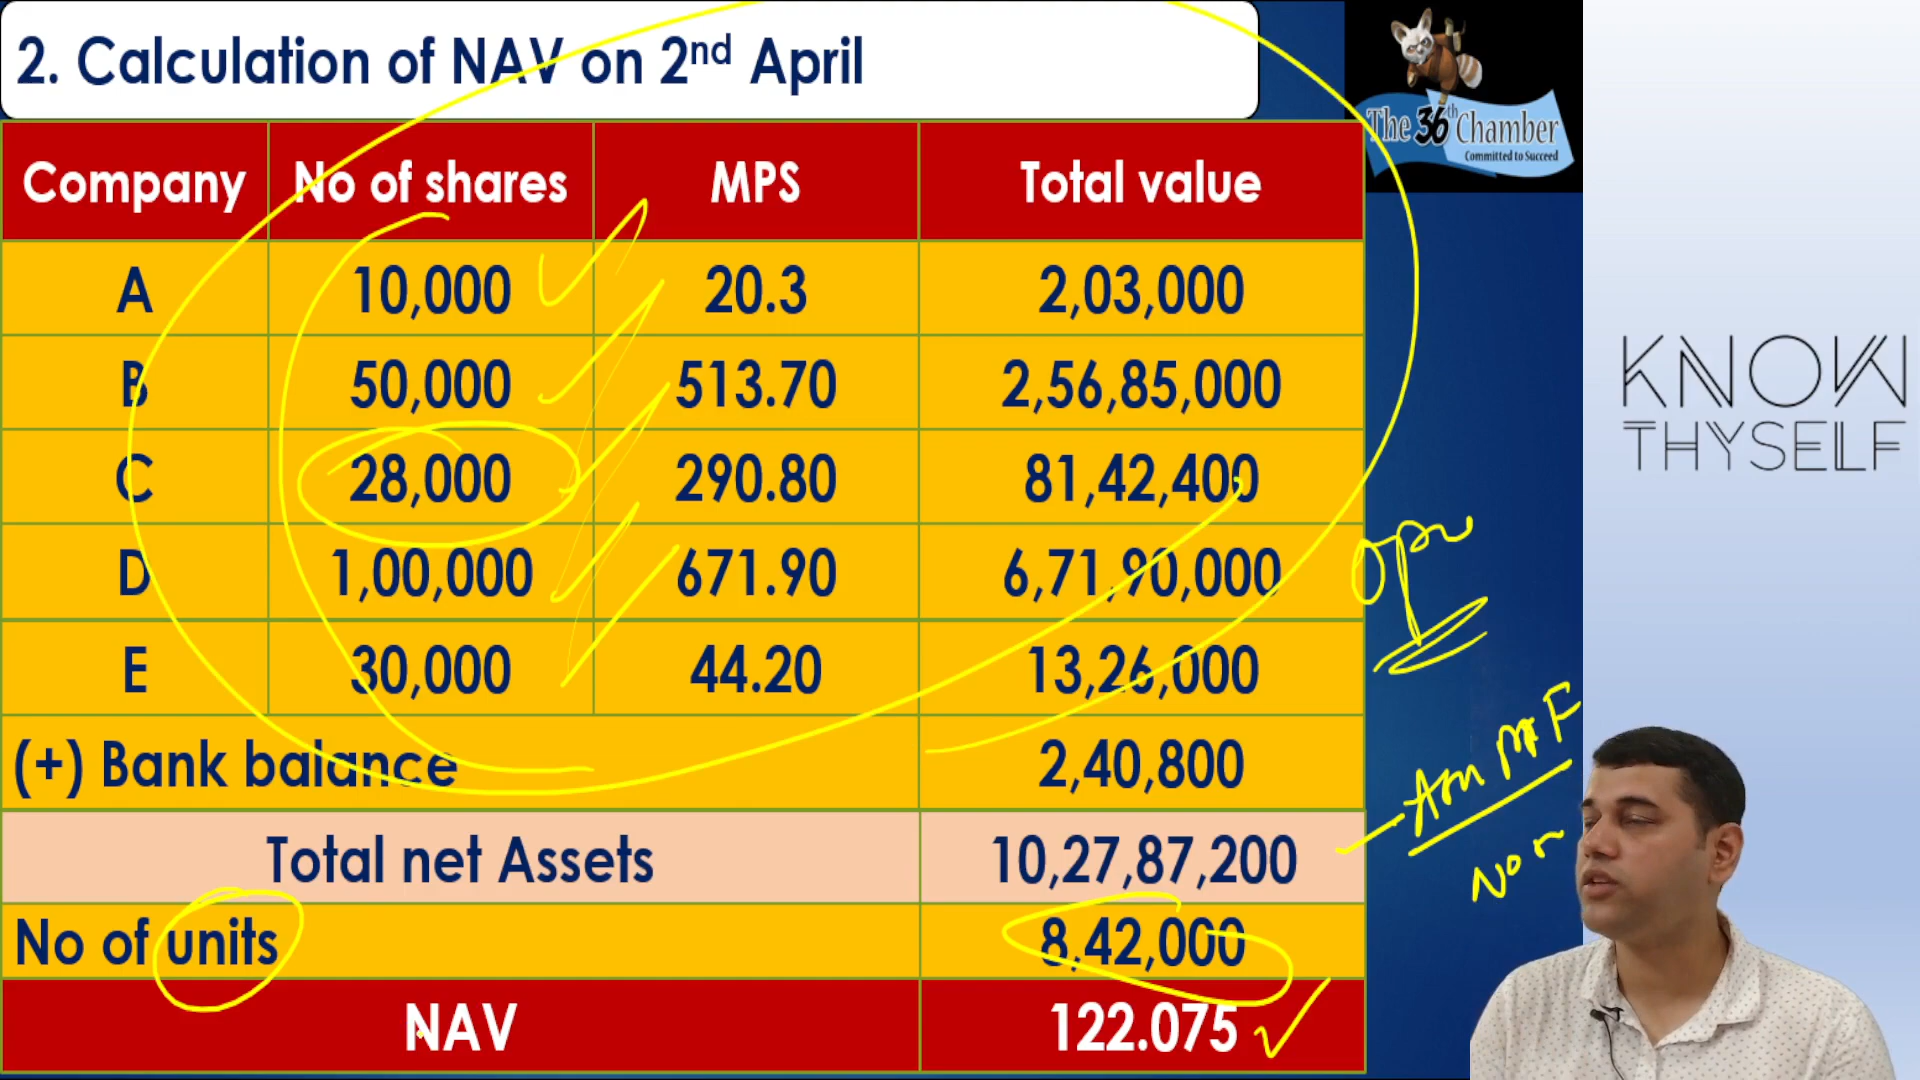 2. Calculation of NAV on 2nd April
The 36th Chamber
Committed to Succeed
Company No of shares MPS Total value
A 10,000 20.3 2,03,000
B 50,000 513.70 2,56,85,000
C 28,000 290.80 81,42,400
D 1,00,000 671.90 6,71,90,000
E 30,000 44.20 13,26,000
(+) Bank balance 2,40,800
Total net Assets 10,27,87,200
No of units 8,42,000
NAV 122.075
KNOW
THYSELF
No